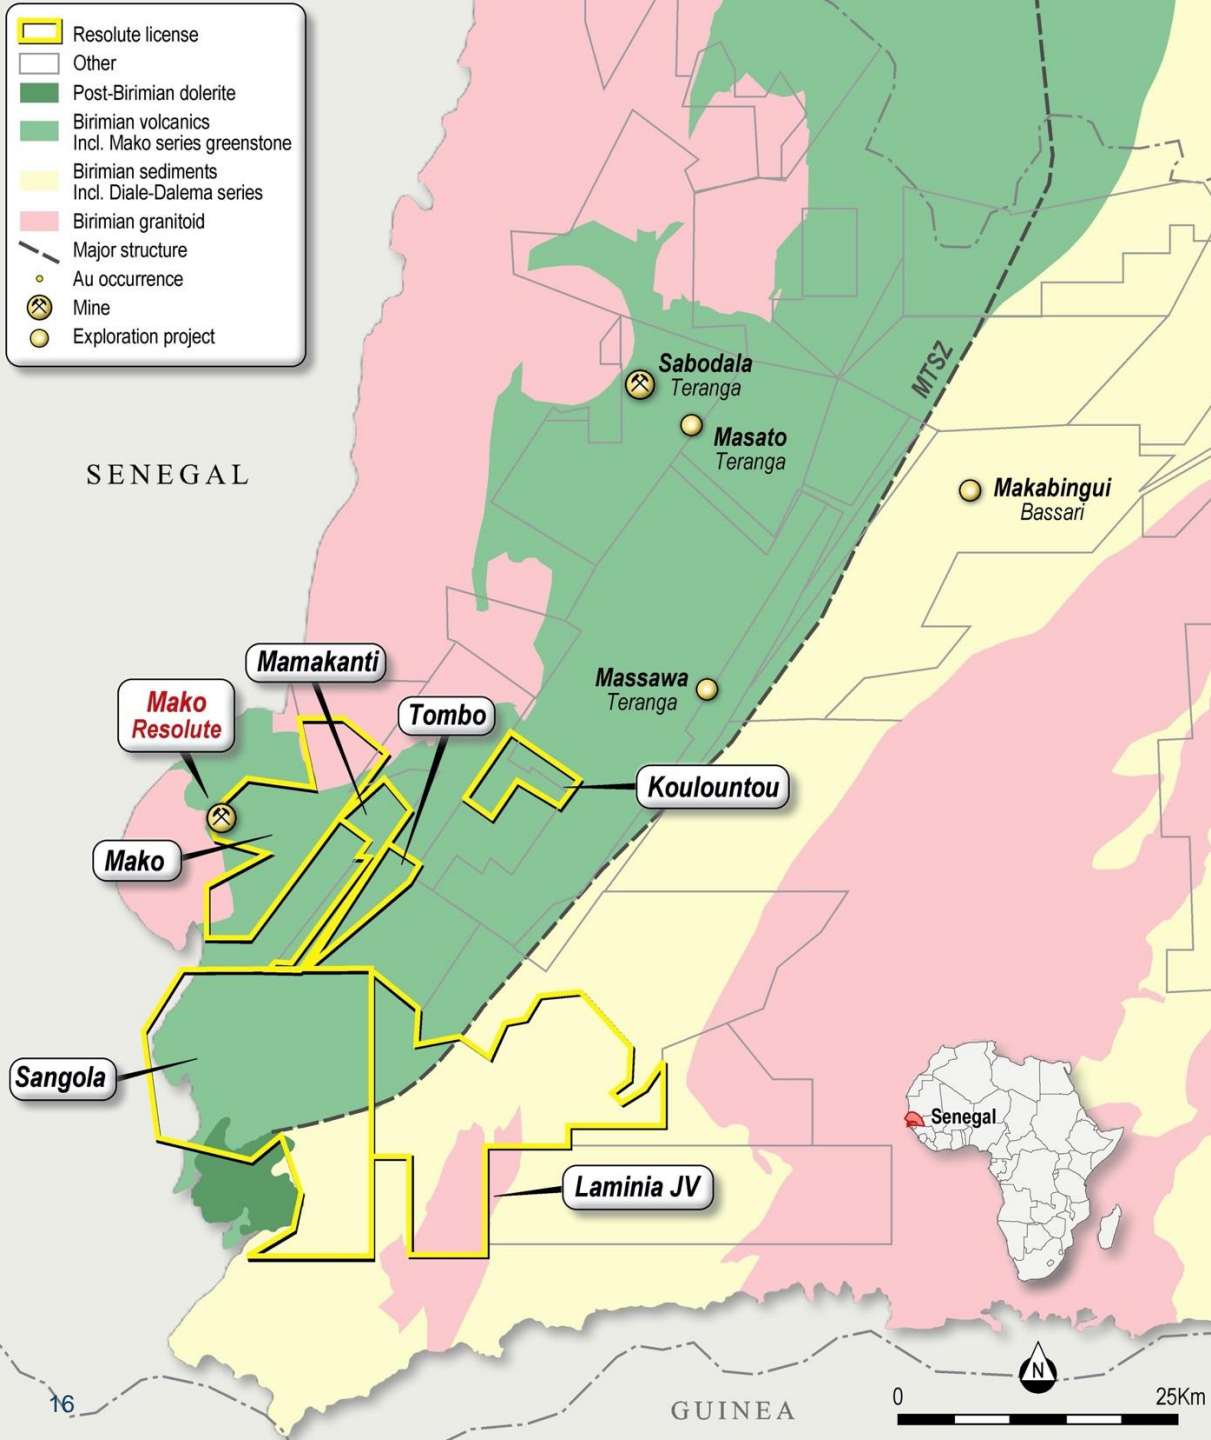 Resolute license
Other
Post-Birimian dolerite
Birimian volcanics
Incl. Mako series greenstone
Birimian sediments
Incl. Diale-Dalema series
Birimian granitoid
Major structure
Au occurrence
Mine
Exploration project
MTSZ
Sabodala
Teranga
Masato
Teranga
SENEGAL
Makabingui
Bassari
Mamakanti
Massawa
Teranga
Mako
Resolute
Tombo
Koulountou
Mako
Sangola
Senegal
Laminia JV
N
0 25Km
16
GUINEA